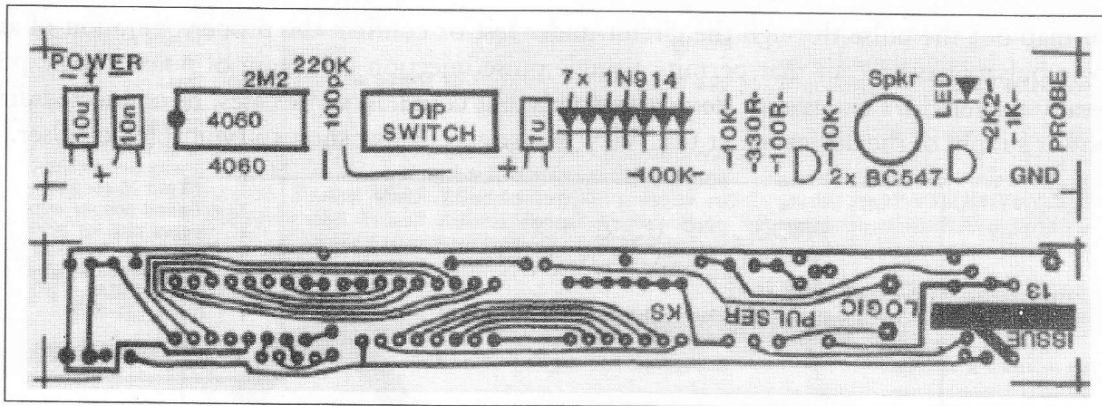 POWER
- +
10u
10n
+
2M2
4060
4060
220K
100p
DIP
SWITCH
1u
+
7x 1N914
100K
10K
330R
100R
10K
Spkr
2x BC547
LED
2K2
1K
PROBE
GND
KS
PULSER
LOGIC
13
ISSUE